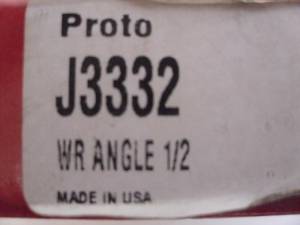 Proto
J3332
WR ANGLE 1/2
MADE IN USA